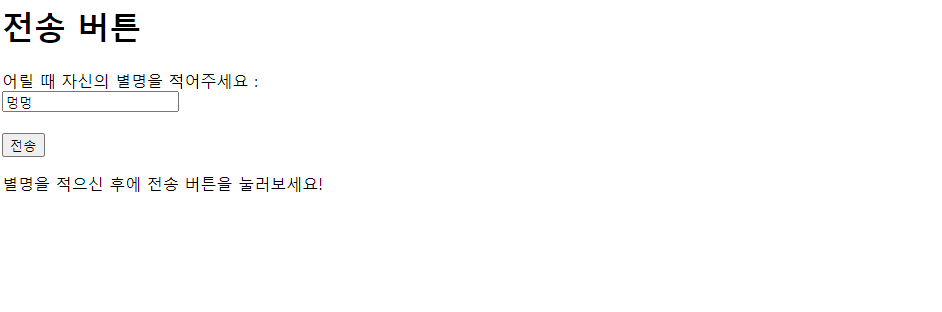 전송 버튼
어릴 때 자신의 별명을 적어주세요 :
멍멍
전송
별명을 적으신 후에 전송 버튼을 눌러보세요!